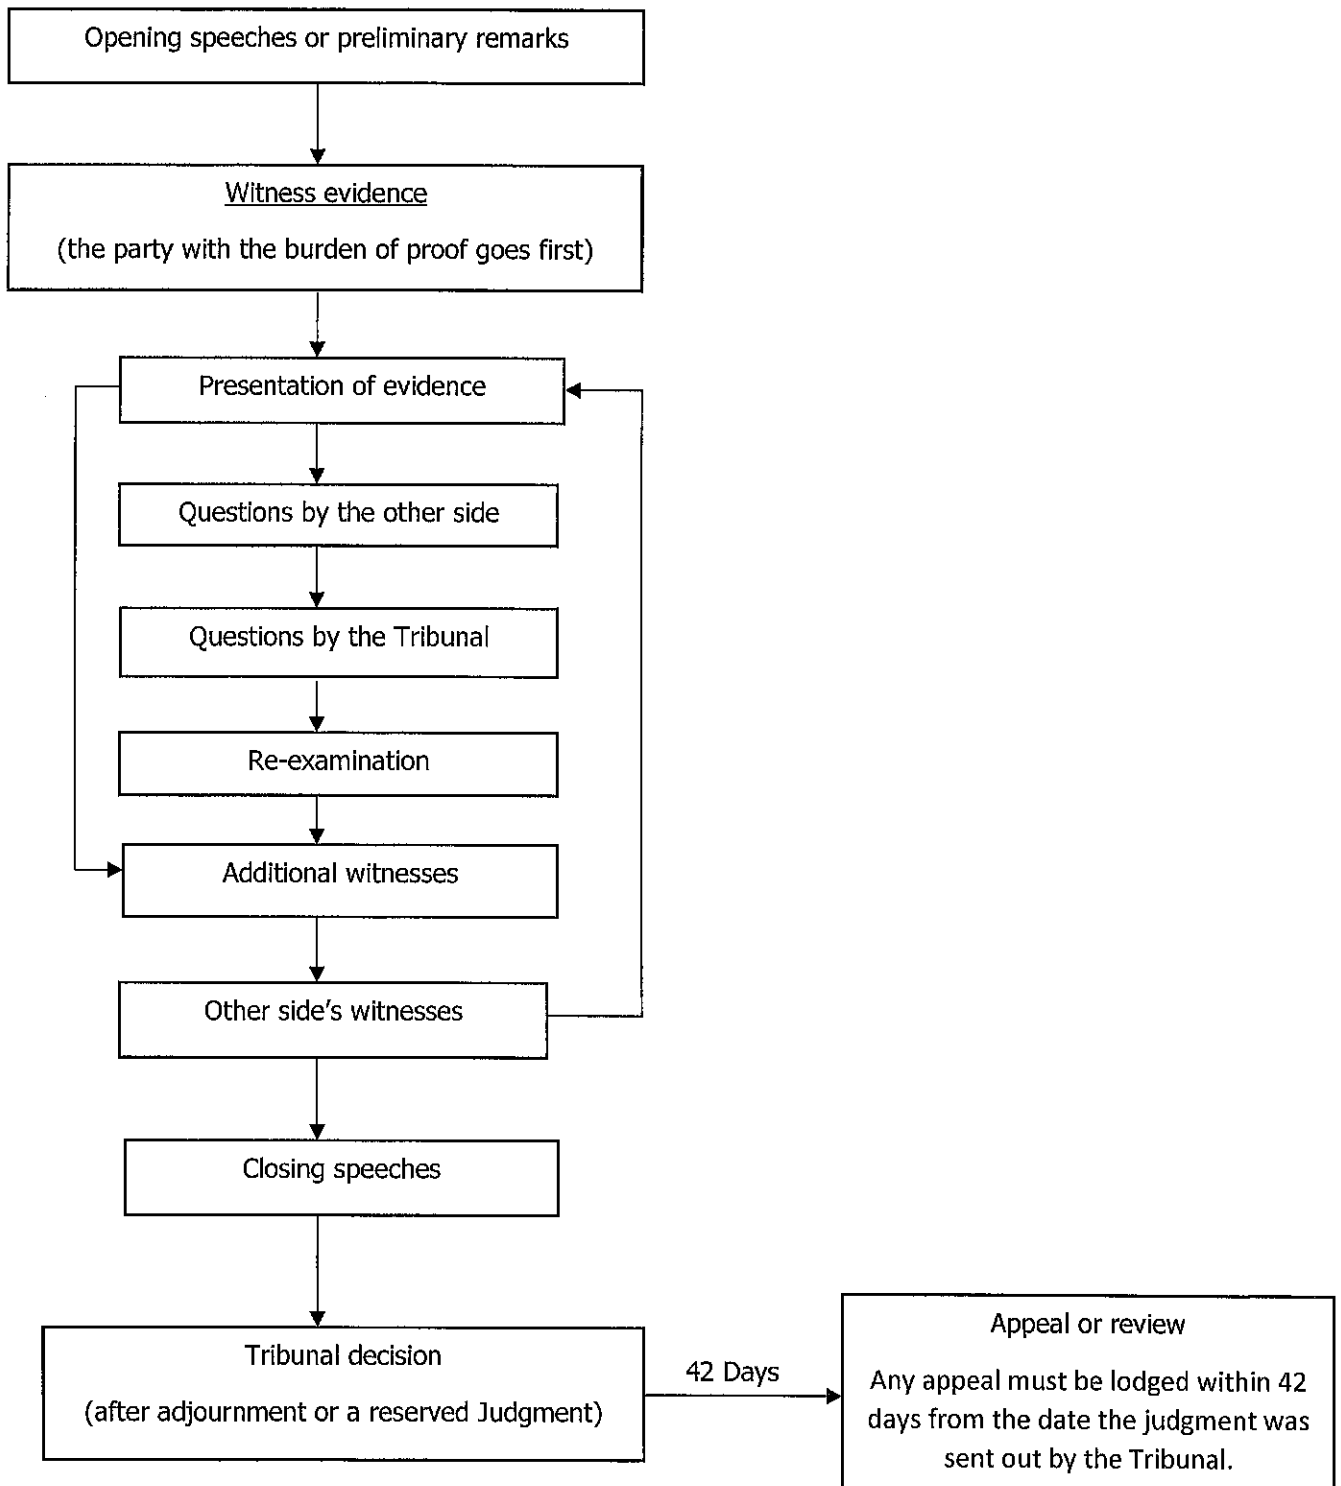 Opening speeches or preliminary remarks
Witness evidence
(the party with the burden of proof goes first)
Presentation of evidence
Questions by the other side
Questions by the Tribunal
Re-examination
Additional witnesses
Other side's witnesses
Closing speeches
Tribunal decision
(after adjournment or a reserved Judgment)
42 Days
Appeal or review
Any appeal must be lodged within 42
days from the date the judgment was
sent out by the Tribunal.